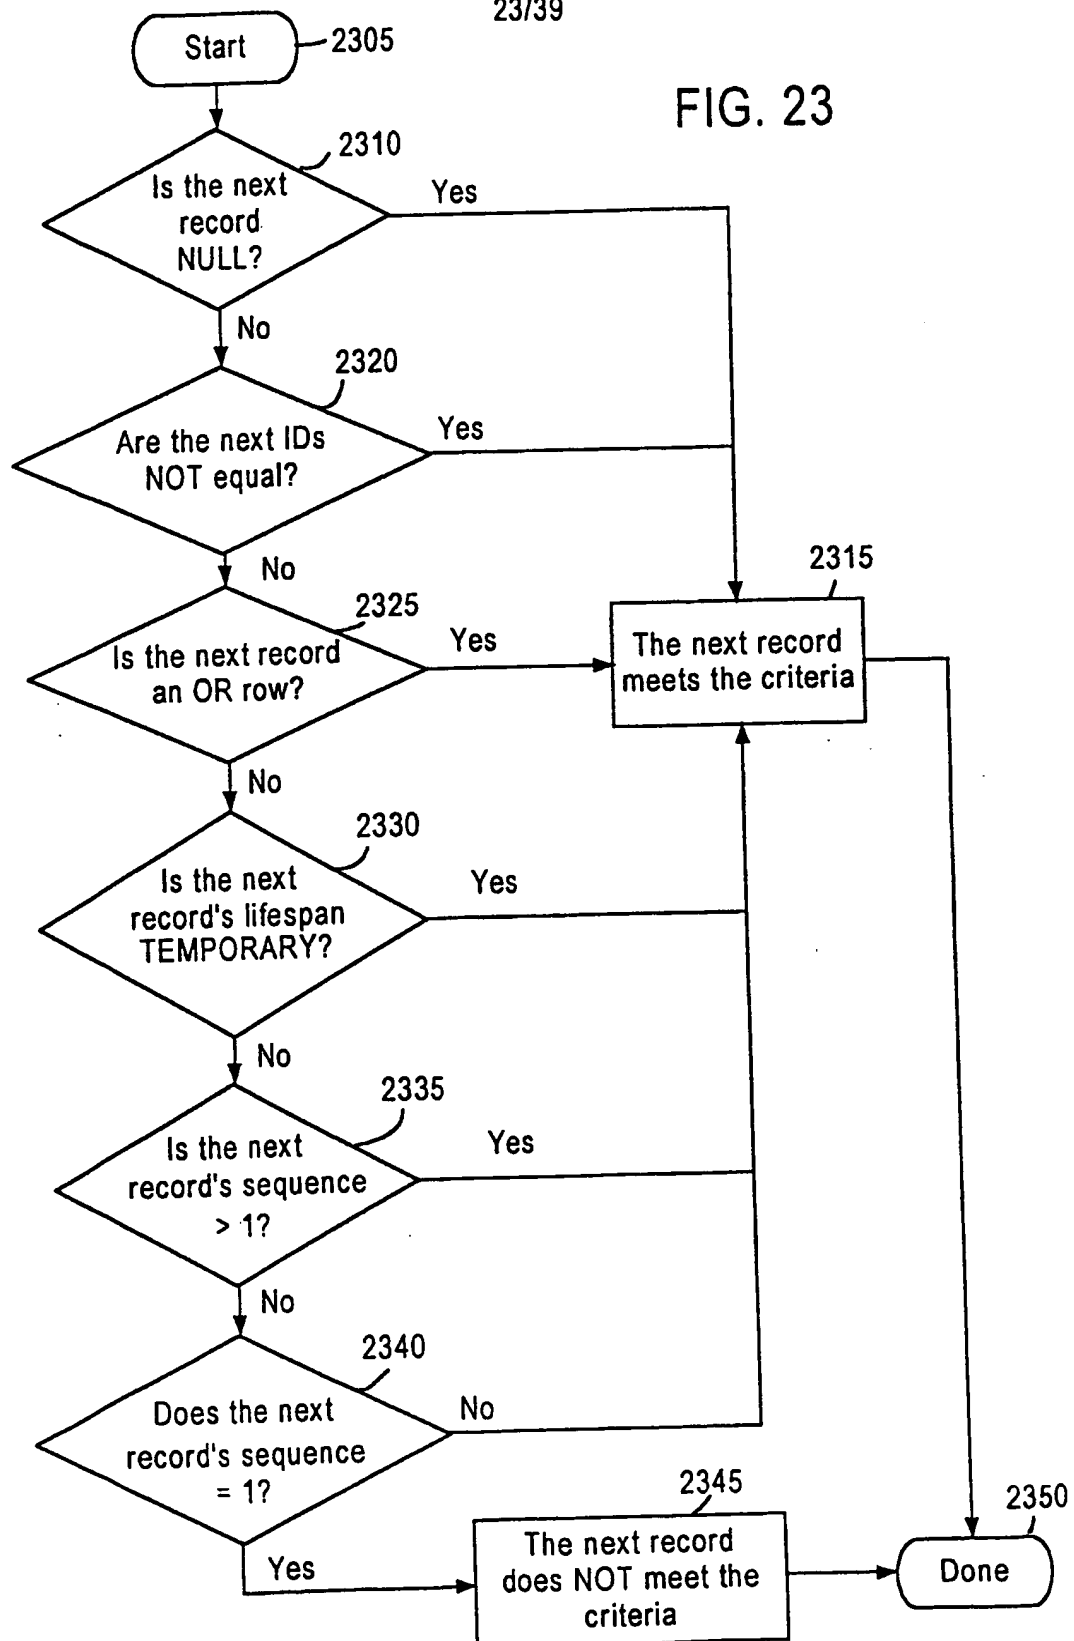 23/39
Start
2305
FIG. 23
2310
Is the next
record
NULL?
Yes
No
2320
Are the next IDs
NOT equal?
Yes
No
2325
Is the next record
an OR row?
Yes
2315
The next record
meets the criteria
No
2330
Is the next
record's lifespan
TEMPORARY?
Yes
No
2335
Is the next
record's sequence
> 1?
Yes
No
2340
Does the next
record's sequence
= 1?
No
Yes
2345
The next record
does NOT meet the
criteria
2350
Done